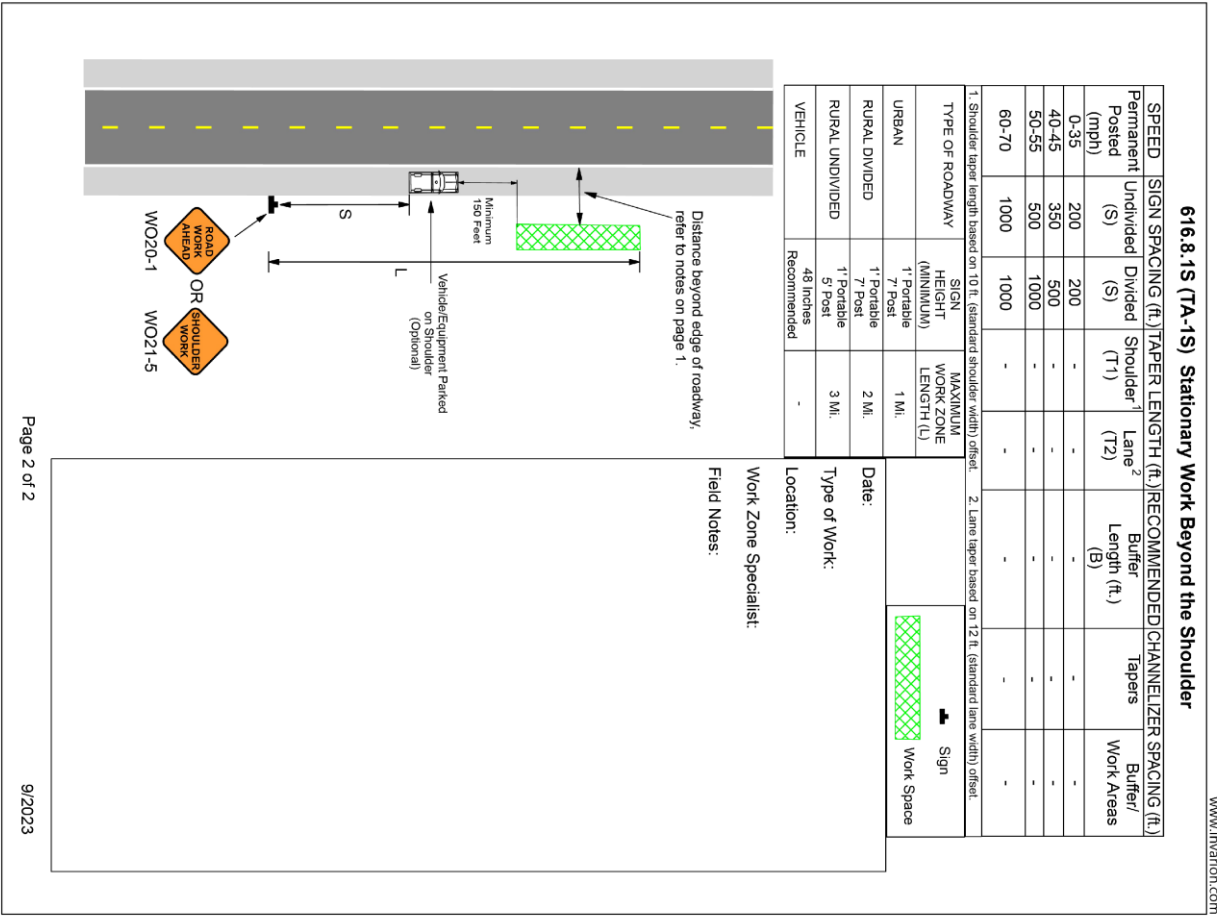 www.invarion.com
616.8.1S (TA-1S) Stationary Work Beyond the Shoulder
SPEED SIGN SPACING (ft.) TAPER LENGTH (ft.) RECOMMENDED CHANNELIZER SPACING (ft.)
Permanent Posted (mph) Undivided (S) Divided (S) Shoulder1 (T1) Lane2 (T2) Buffer Length (ft.) (B) Tapers Buffer/ Work Areas
0-35 200 200 - - - - -
40-45 350 500 - - - - -
50-55 500 1000 - - - - -
60-70 1000 1000 - - - - -
1. Shoulder taper length based on 10 ft. (standard shoulder width) offset. 2. Lane taper based on 12 ft. (standard lane width) offset.
TYPE OF ROADWAY SIGN HEIGHT (MINIMUM) MAXIMUM WORK ZONE LENGTH (L)
URBAN 1' Portable 7' Post 1 Mi.
RURAL DIVIDED 1' Portable 7' Post 2 Mi.
RURAL UNDIVIDED 1' Portable 5' Post 3 Mi.
VEHICLE 48 Inches Recommended -
Sign
Work Space
Date:
Type of Work:
Location:
Work Zone Specialist:
Field Notes:
Distance beyond edge of roadway,
refer to notes on page 1.
Minimum
150 Feet
Vehicle/Equipment Parked
on Shoulder
(Optional)
L
S
ROAD
WORK
AHEAD
OR
SHOULDER
WORK
WO20-1
WO21-5
Page 2 of 2
9/2023